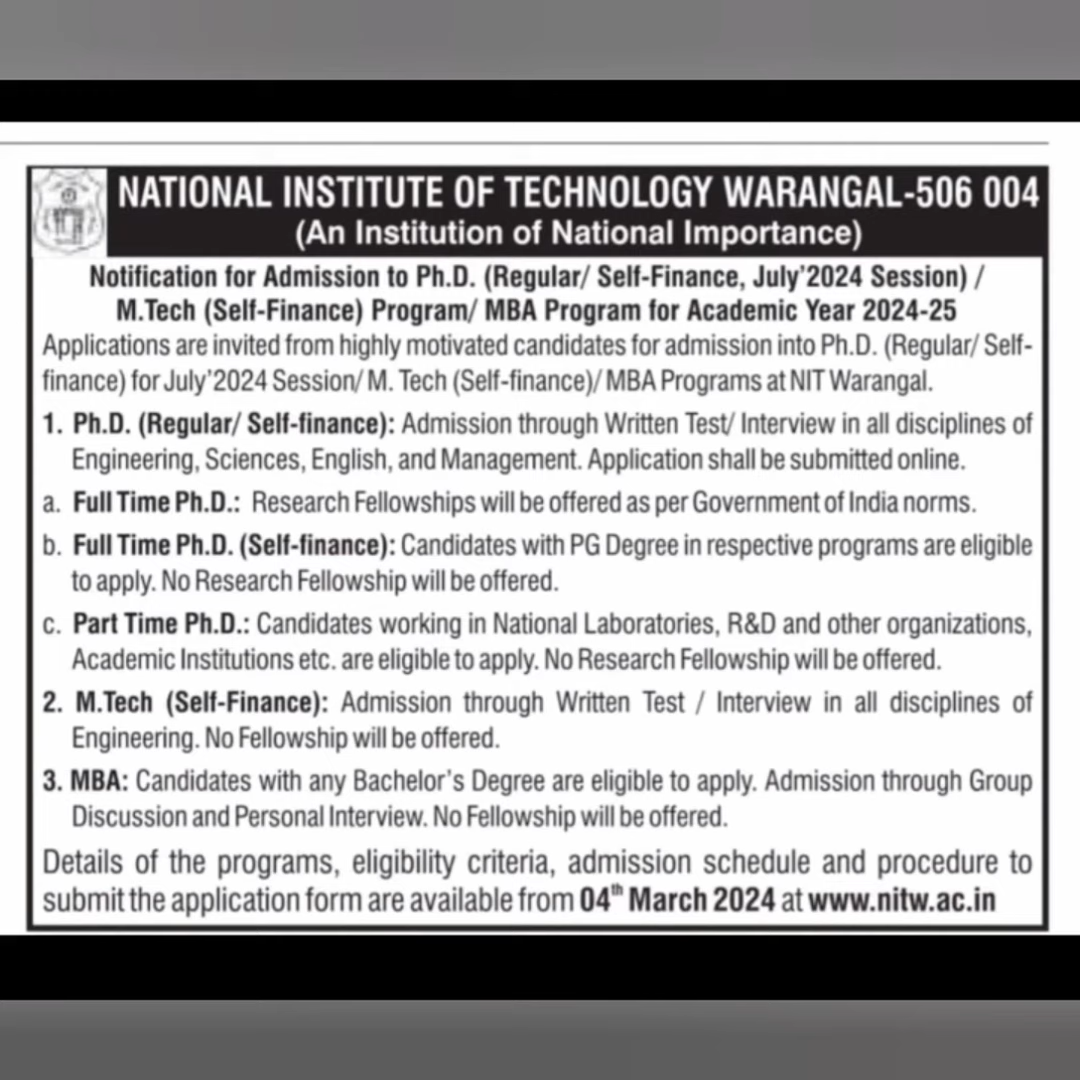 NATIONAL INSTITUTE OF TECHNOLOGY WARANGAL-506 004
(An Institution of National Importance)
Notification for Admission to Ph.D. (Regular/ Self-Finance, July'2024 Session) /
M.Tech (Self-Finance) Program/ MBA Program for Academic Year 2024-25
Applications are invited from highly motivated candidates for admission into Ph.D. (Regular/ Self-
finance) for July'2024 Session/ M. Tech (Self-finance)/ MBA Programs at NIT Warangal.
1. Ph.D. (Regular/ Self-finance): Admission through Written Test/ Interview in all disciplines of
Engineering, Sciences, English, and Management. Application shall be submitted online.
a. Full Time Ph.D.: Research Fellowships will be offered as per Government of India norms.
b. Full Time Ph.D. (Self-finance): Candidates with PG Degree in respective programs are eligible
to apply. No Research Fellowship will be offered.
c. Part Time Ph.D.: Candidates working in National Laboratories, R&D and other organizations,
Academic Institutions etc. are eligible to apply. No Research Fellowship will be offered.
2. M.Tech (Self-Finance): Admission through Written Test / Interview in all disciplines of
Engineering. No Fellowship will be offered.
3. MBA: Candidates with any Bachelor's Degree are eligible to apply. Admission through Group
Discussion and Personal Interview. No Fellowship will be offered.
Details of the programs, eligibility criteria, admission schedule and procedure to
submit the application form are available from 04th March 2024 at www.nitw.ac.in